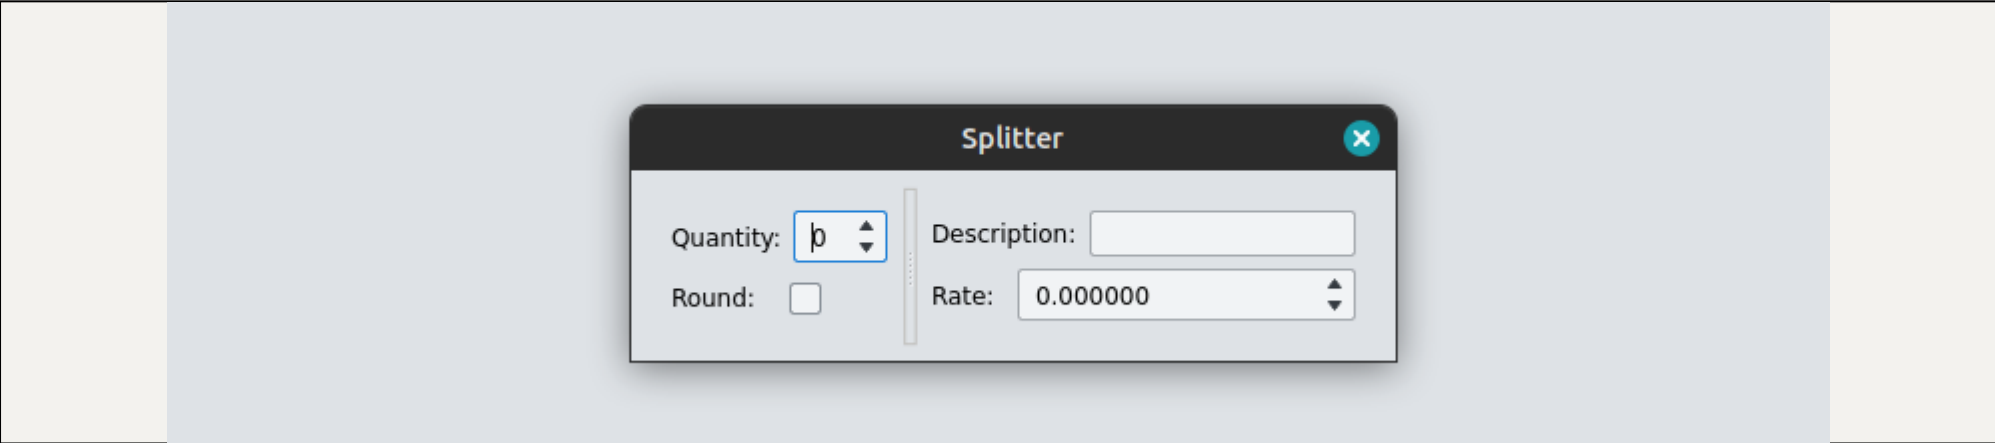 Splitter
Quantity: 0
Round:
Description:
Rate: 0.000000